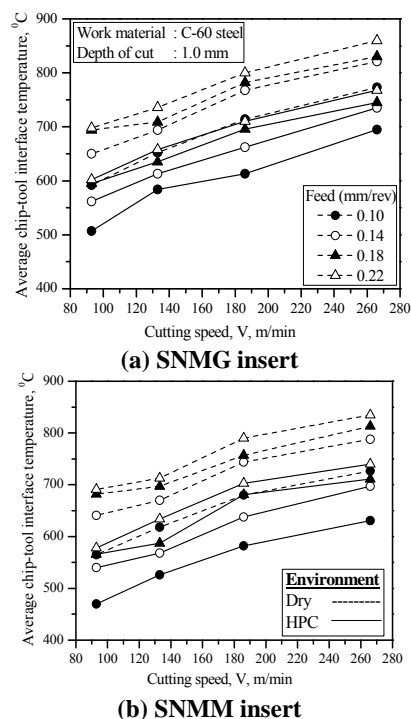 Work material : C-60 steel
Depth of cut : 1.0 mm
Average chip-tool interface temperature, ⁰C
900
800
700
600
500
400
Feed (mm/rev)
0.10
0.14
0.18
0.22
80 100 120 140 160 180 200 220 240 260 280
Cutting speed, V, m/min
(a) SNMG insert
Average chip-tool interface temperature, ⁰C
900
800
700
600
500
400
Environment
Dry
HPC
80 100 120 140 160 180 200 220 240 260 280
Cutting speed, V, m/min
(b) SNMM insert